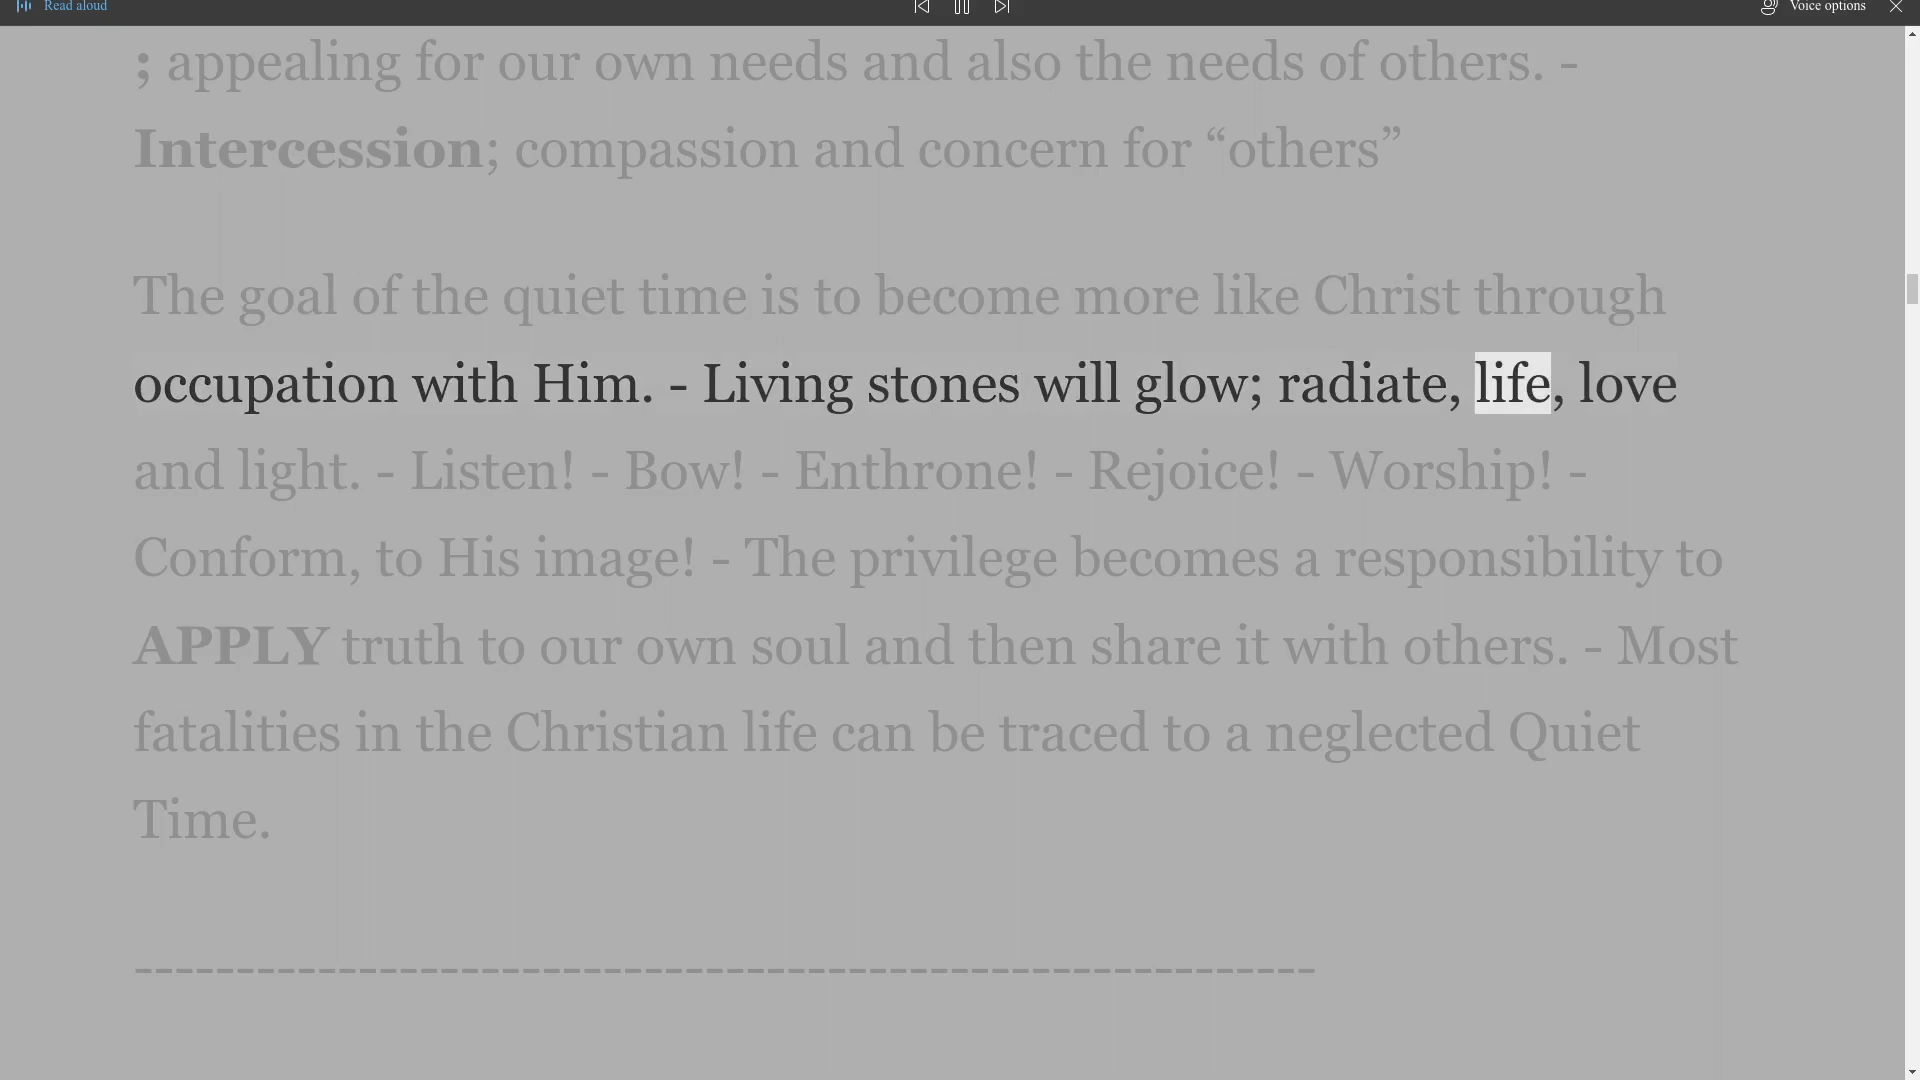 Read aloud
Voice options
; appealing for our own needs and also the needs of others. -
Intercession; compassion and concern for “others”
The goal of the quiet time is to become more like Christ through
occupation with Him. - Living stones will glow; radiate, life, love
and light. - Listen! - Bow! - Enthrone! - Rejoice! - Worship! -
Conform, to His image! - The privilege becomes a responsibility to
APPLY truth to our own soul and then share it with others. - Most
fatalities in the Christian life can be traced to a neglected Quiet
Time.
----------------------------------------------------------